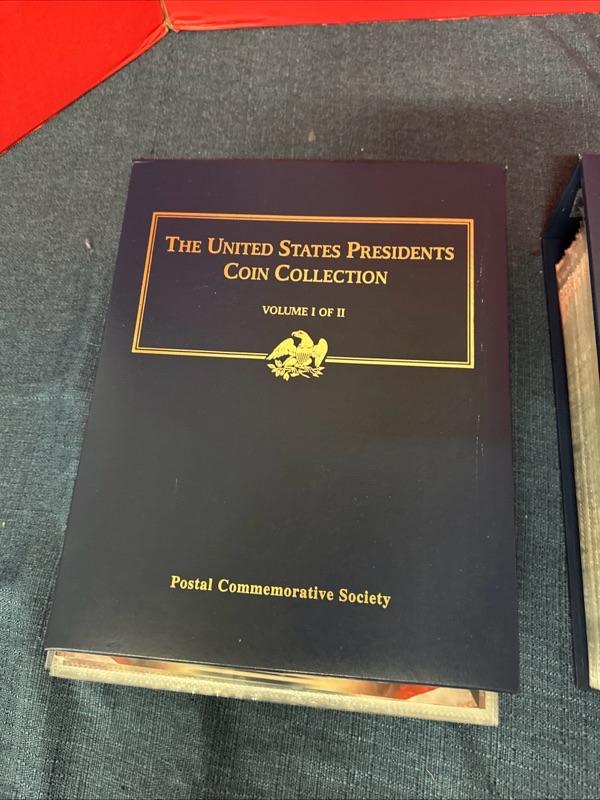 THE UNITED STATES PRESIDENTS
COIN COLLECTION
VOLUME I OF II
Postal Commemorative Society